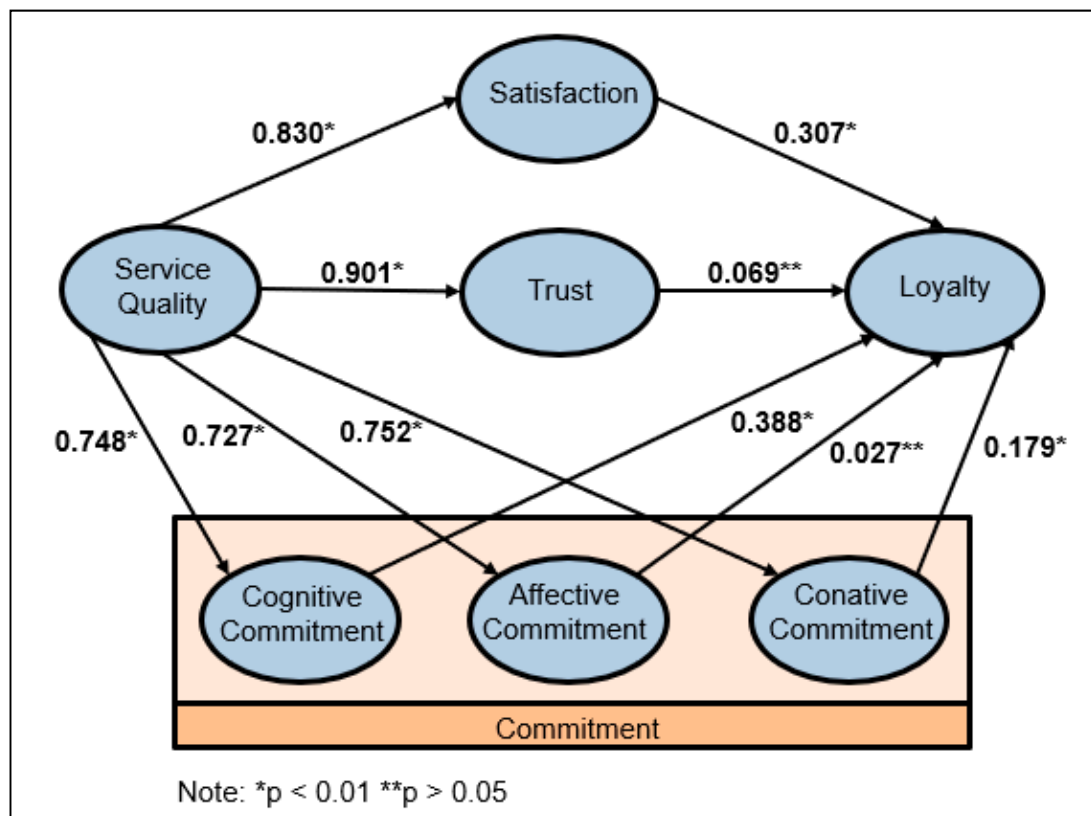 Satisfaction
0.830*
0.307*
Service
Quality
0.901*
Trust
0.069**
Loyalty
0.748*
0.727*
0.752*
0.388*
0.027**
0.179*
Cognitive
Commitment
Affective
Commitment
Conative
Commitment
Commitment
Note: *p < 0.01 **p > 0.05